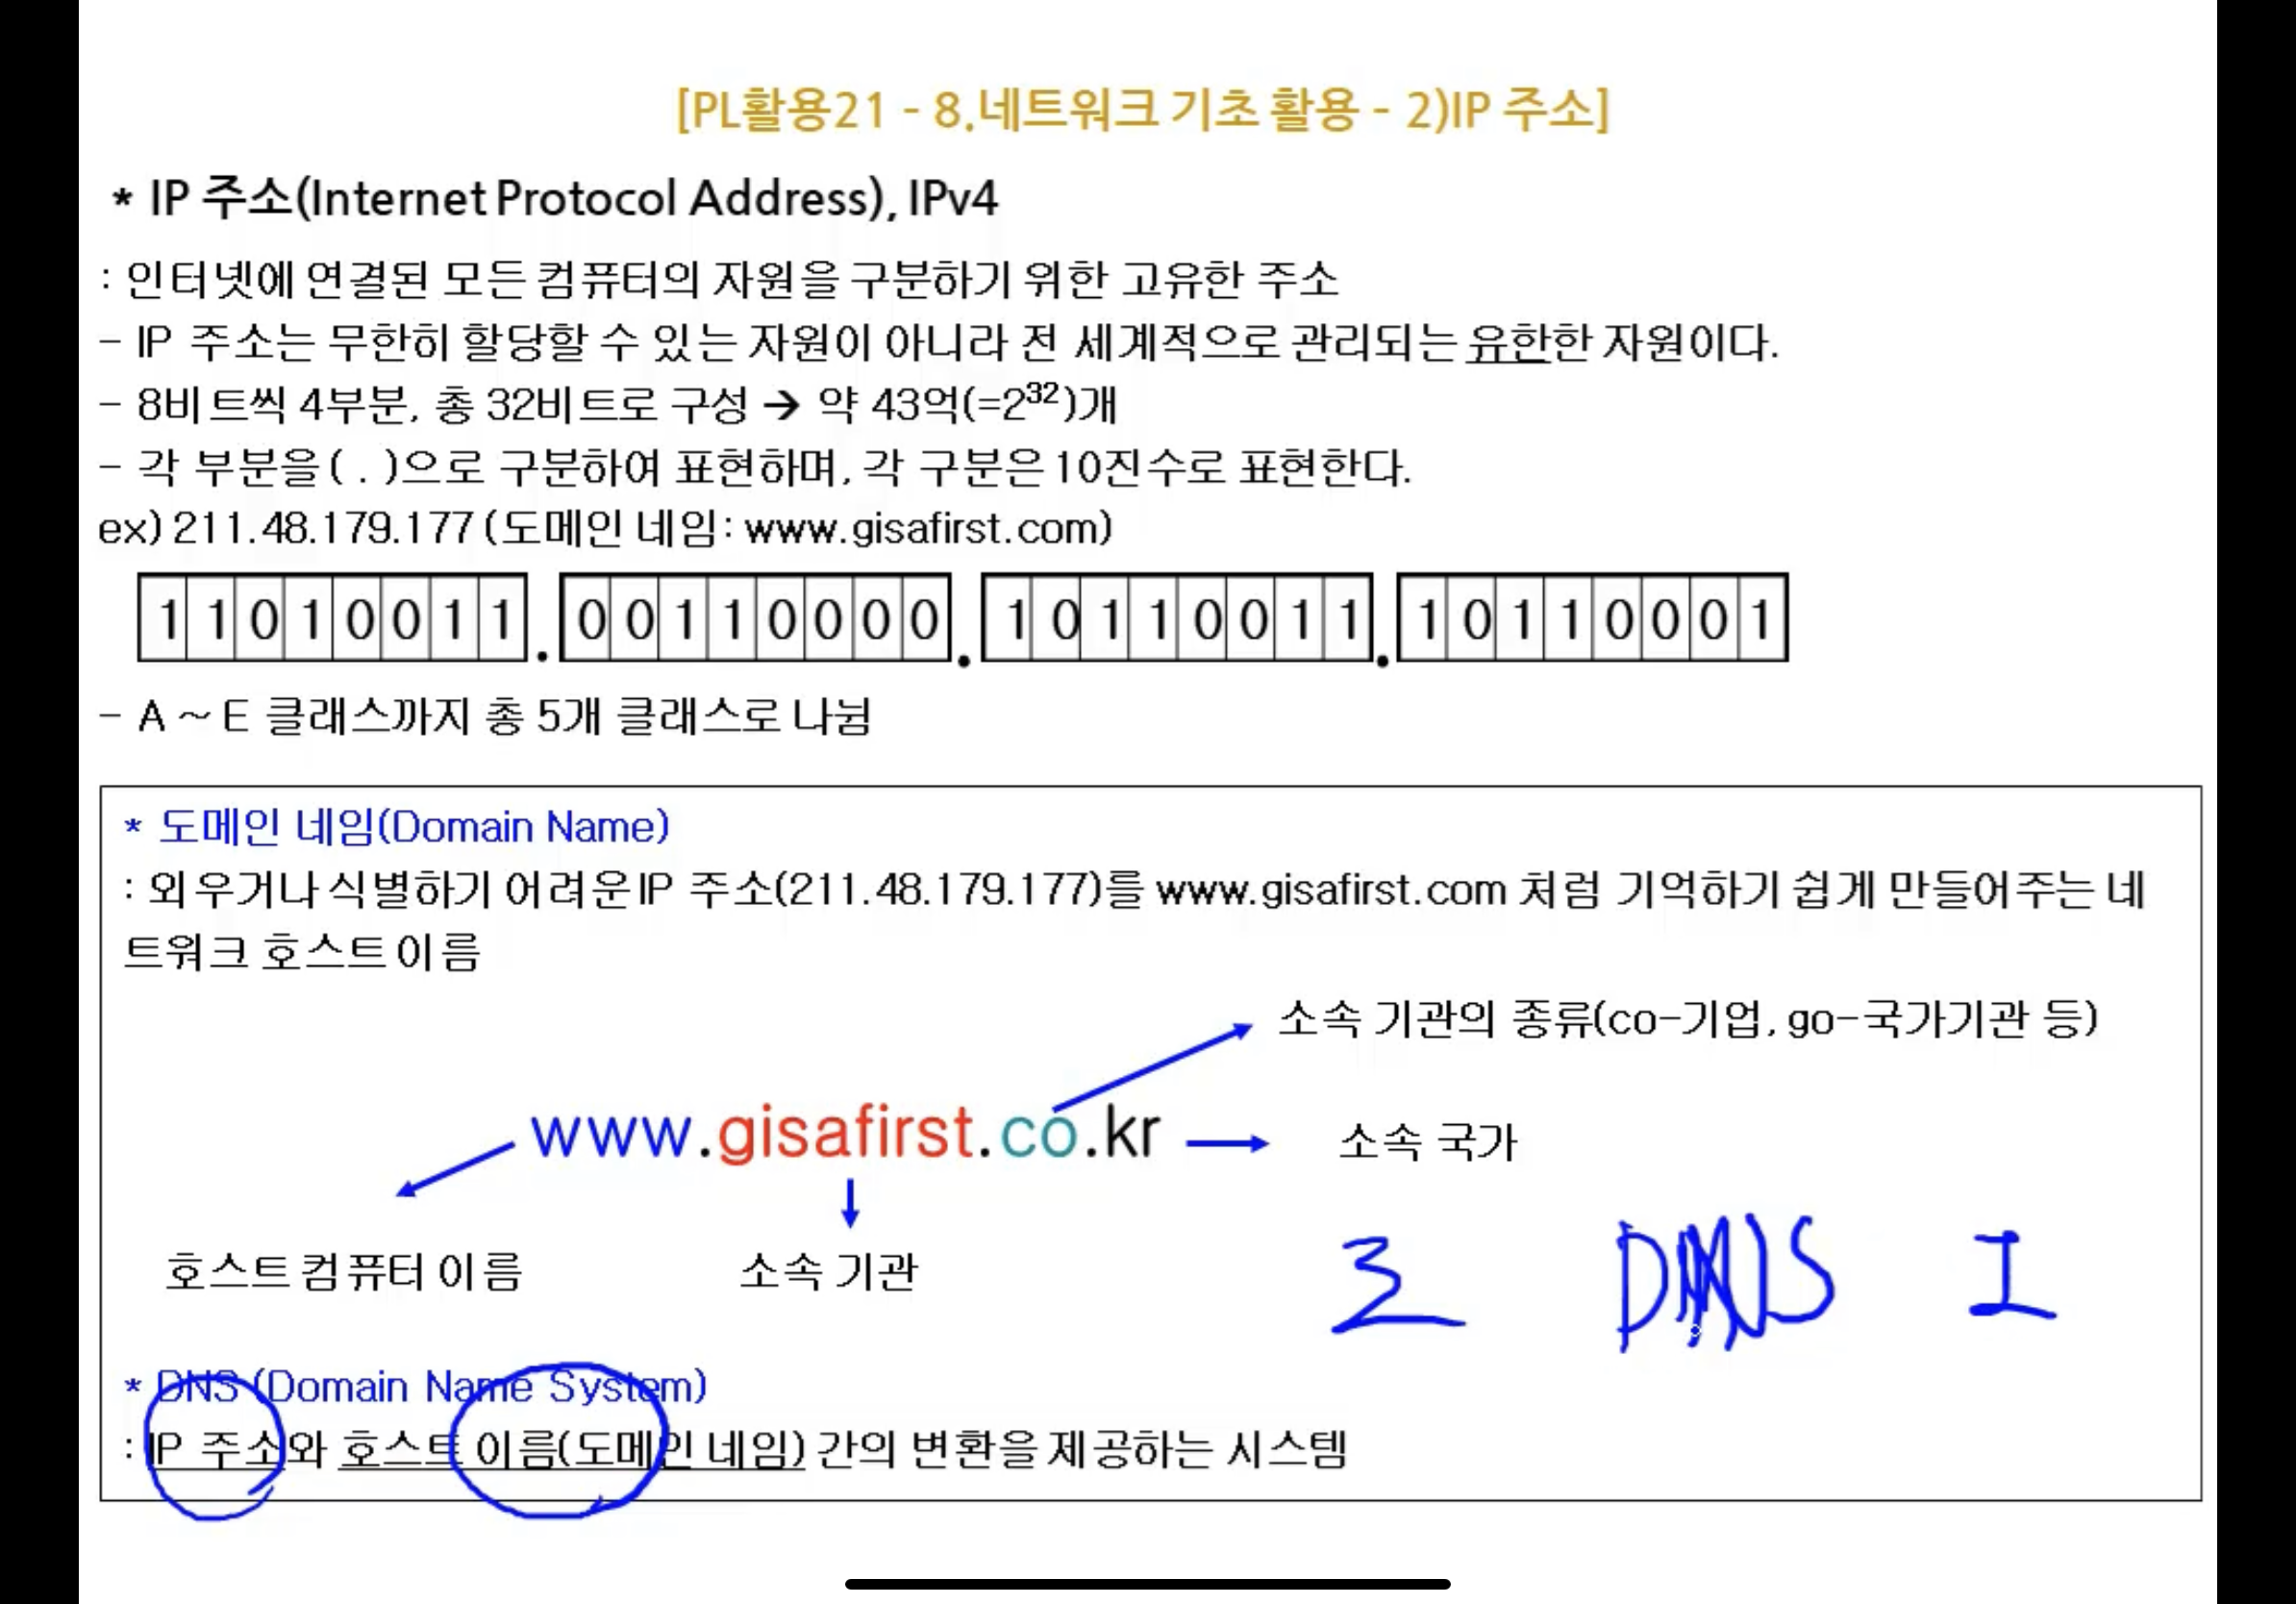 [PL활용21 - 8.네트워크 기초 활용 - 2)IP 주소]
* IP 주소(Internet Protocol Address), IPv4
: 인터넷에 연결된 모든 컴퓨터의 자원을 구분하기 위한 고유한 주소
- IP 주소는 무한히 할당할 수 있는 자원이 아니라 전 세계적으로 관리되는 유한한 자원이다.
- 8비트씩 4부분, 총 32비트로 구성 → 약 43억(=2³²)개
- 각 부분을( . )으로 구분하여 표현하며, 각 구분은 10진수로 표현한다.
ex) 211.48.179.177 (도메인 네임: www.gisafirst.com)
1 1 0 1 0 0 1 1 . 0 0 1 1 0 0 0 0 . 1 0 1 1 0 0 1 1 . 1 0 1 1 0 0 0 1
- A ~ E 클래스까지 총 5개 클래스로 나뉨
* 도메인 네임(Domain Name)
: 외우거나 식별하기 어려운 IP 주소(211.48.179.177)를 www.gisafirst.com 처럼 기억하기 쉽게 만들어주는 네
트워크 호스트 이름
소속 기관의 종류(co-기업, go-국가기관 등)
www.gisafirst.co.kr
소속 국가
호스트 컴퓨터 이름
소속 기관
DNS I
* DNS (Domain Name System)
: IP 주소와 호스트 이름(도메인 네임) 간의 변환을 제공하는 시스템